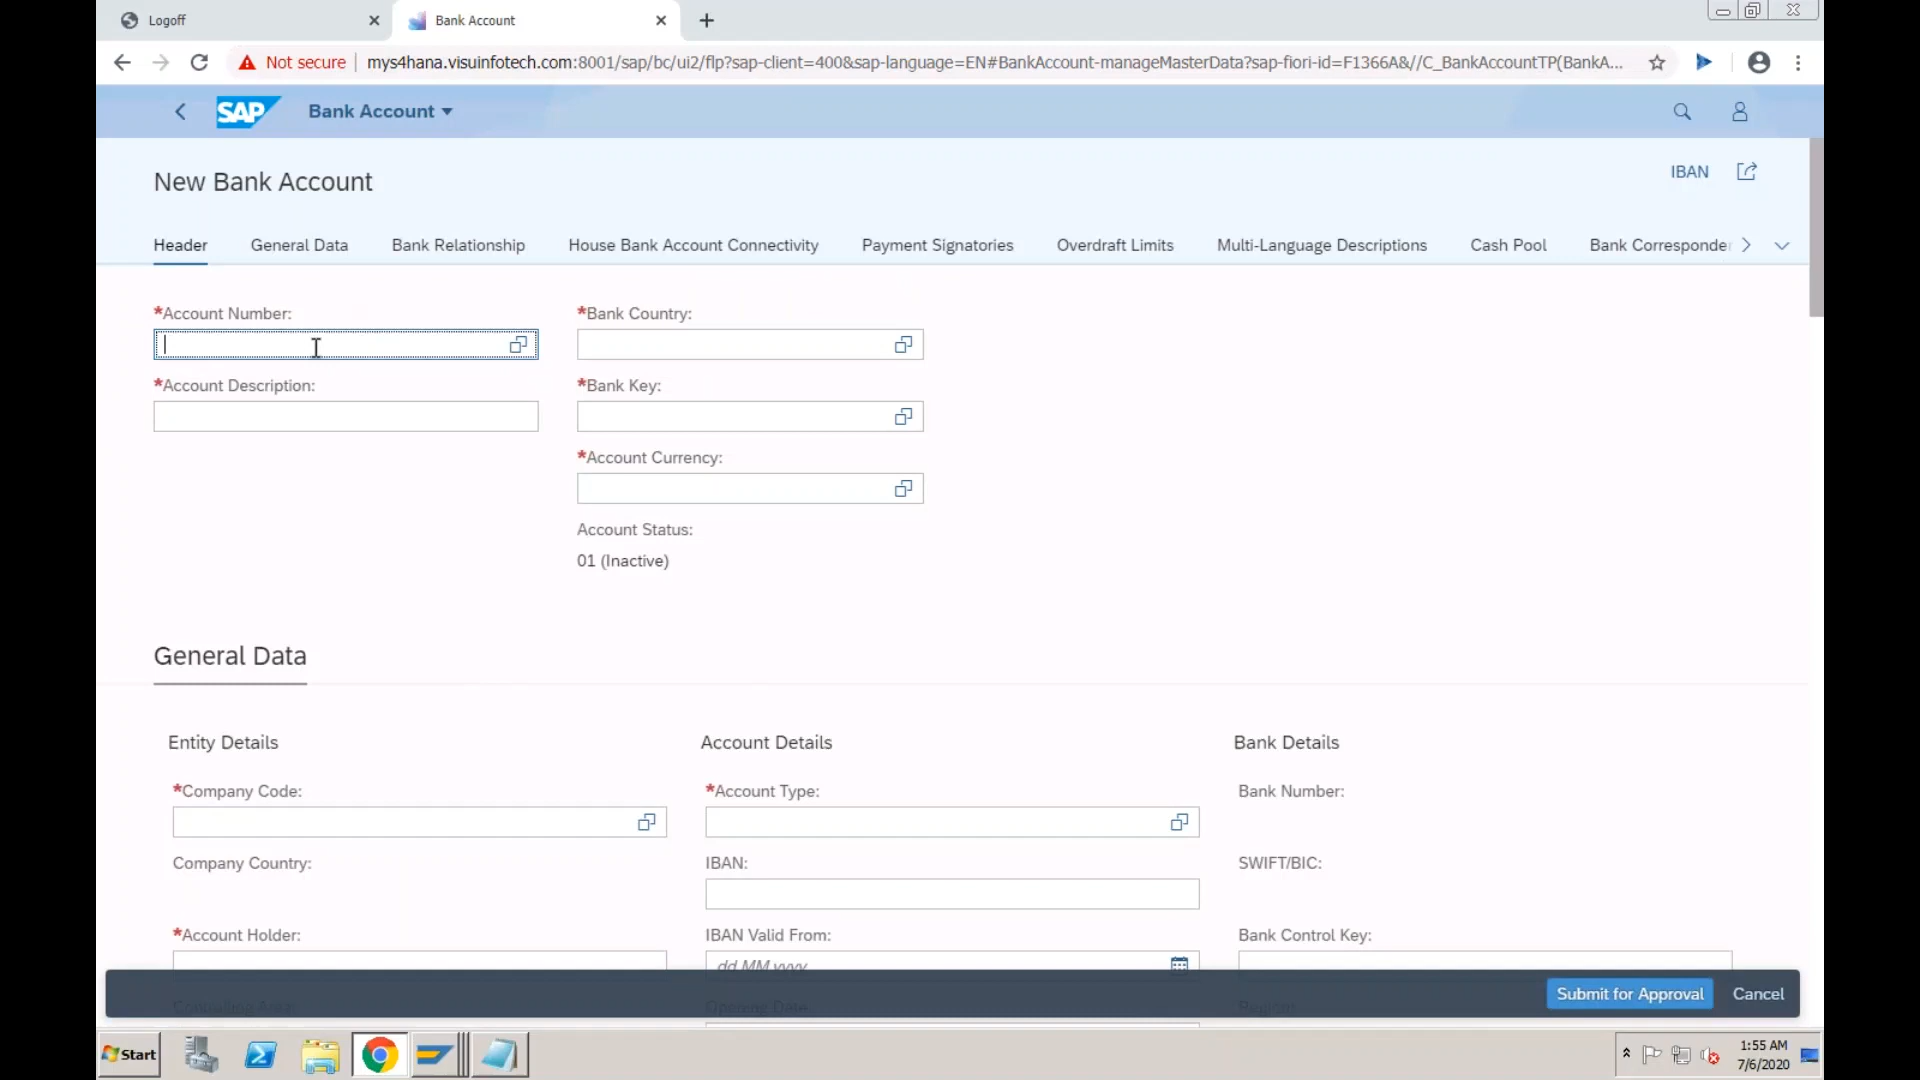 Logoff
Bank Account
Not secure
mys4hana.visuinfotech.com:8001/sap/bc/ui2/flp?sap-client=400&sap-language=EN#BankAccount-manageMasterData?sap-fiori-id=F1366A&//C_BankAccountTP(BankA...
SAP
Bank Account
New Bank Account
IBAN
Header
General Data
Bank Relationship
House Bank Account Connectivity
Payment Signatories
Overdraft Limits
Multi-Language Descriptions
Cash Pool
Bank Corresponder
*Account Number:
*Bank Country:
*Account Description:
*Bank Key:
*Account Currency:
Account Status:
01 (Inactive)
General Data
Entity Details
Account Details
Bank Details
*Company Code:
*Account Type:
Bank Number:
Company Country:
IBAN:
SWIFT/BIC:
*Account Holder:
IBAN Valid From:
Bank Control Key:
dd.MM.yyyy
Controlling Area:
Opening Date:
Region:
Submit for Approval
Cancel
Start
1:55 AM
7/6/2020